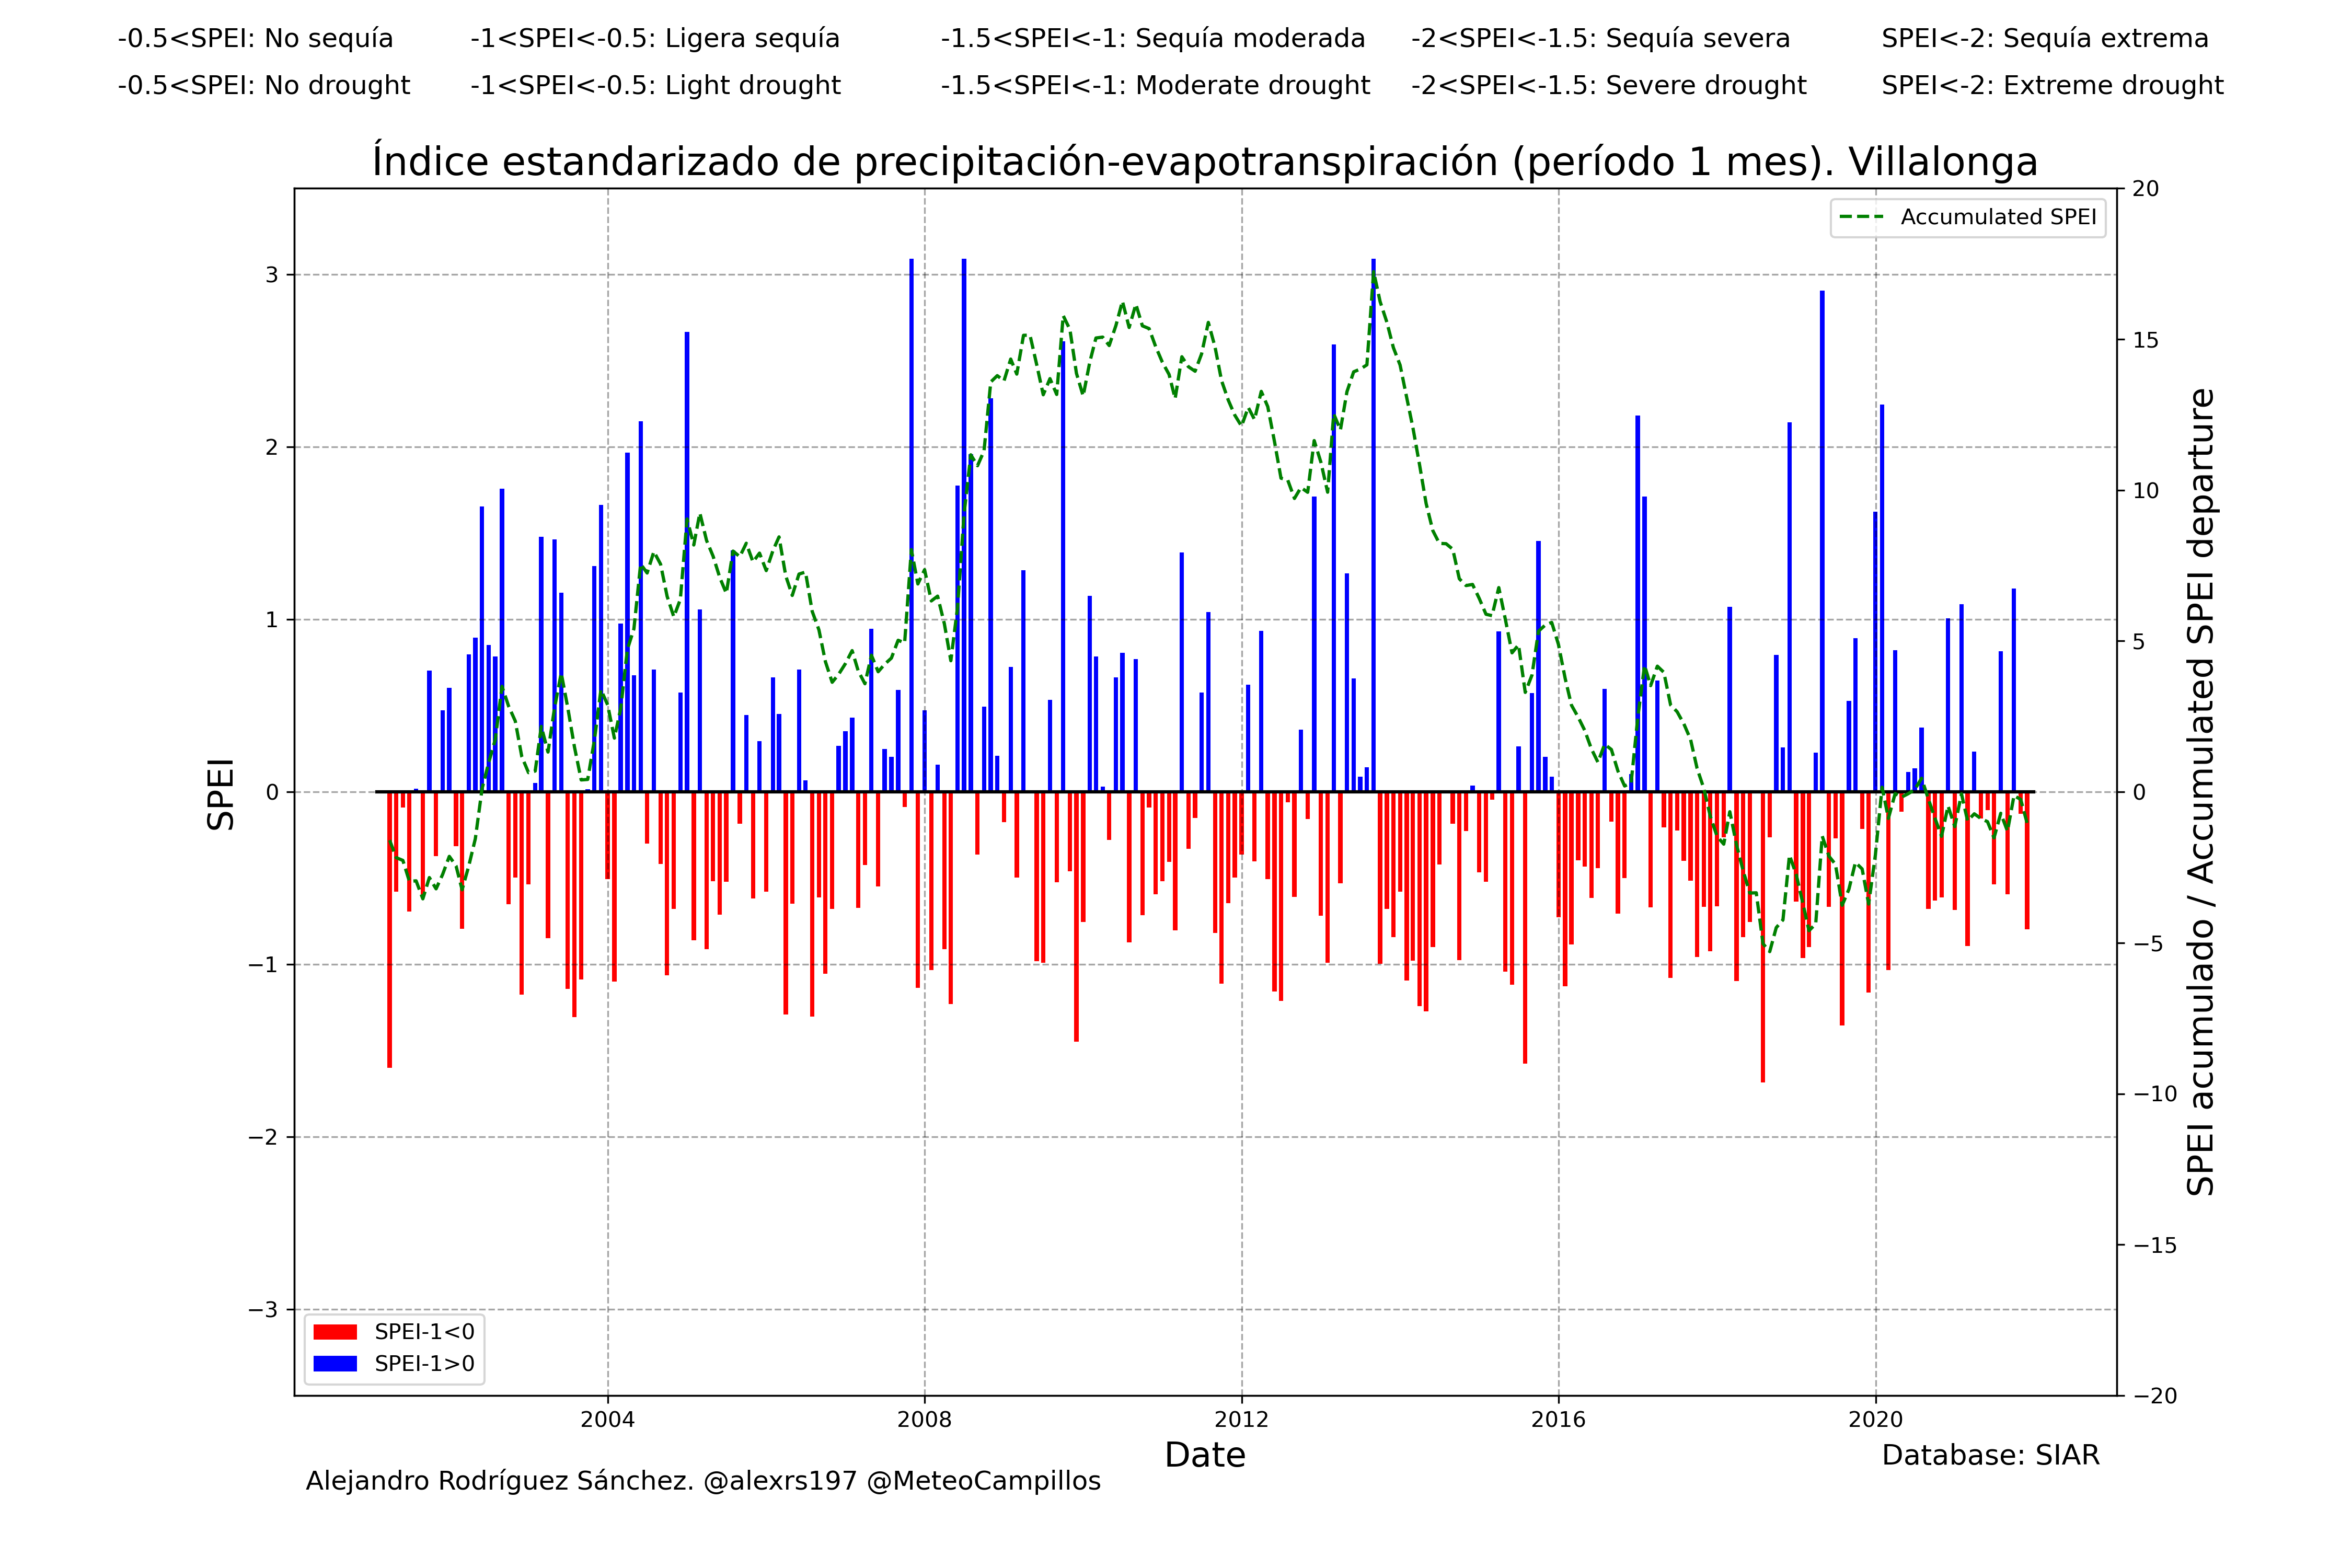 -0.5<SPEI: No sequía -1<SPEI<-0.5: Ligera sequía -1.5<SPEI<-1: Sequía moderada -2<SPEI<-1.5: Sequía severa SPEI<-2: Sequía extrema
-0.5<SPEI: No drought -1<SPEI<-0.5: Light drought -1.5<SPEI<-1: Moderate drought -2<SPEI<-1.5: Severe drought SPEI<-2: Extreme drought
Índice estandarizado de precipitación-evapotranspiración (período 1 mes). Villalonga
Accumulated SPEI
3
2
1
0
−1
−2
−3
SPEI
20
15
10
5
0
−5
−10
−15
−20
SPEI acumulado / Accumulated SPEI departure
SPEI-1<0
SPEI-1>0
2004 2008 2012 2016 2020
Date
Database: SIAR
Alejandro Rodríguez Sánchez. @alexrs197 @MeteoCampillos